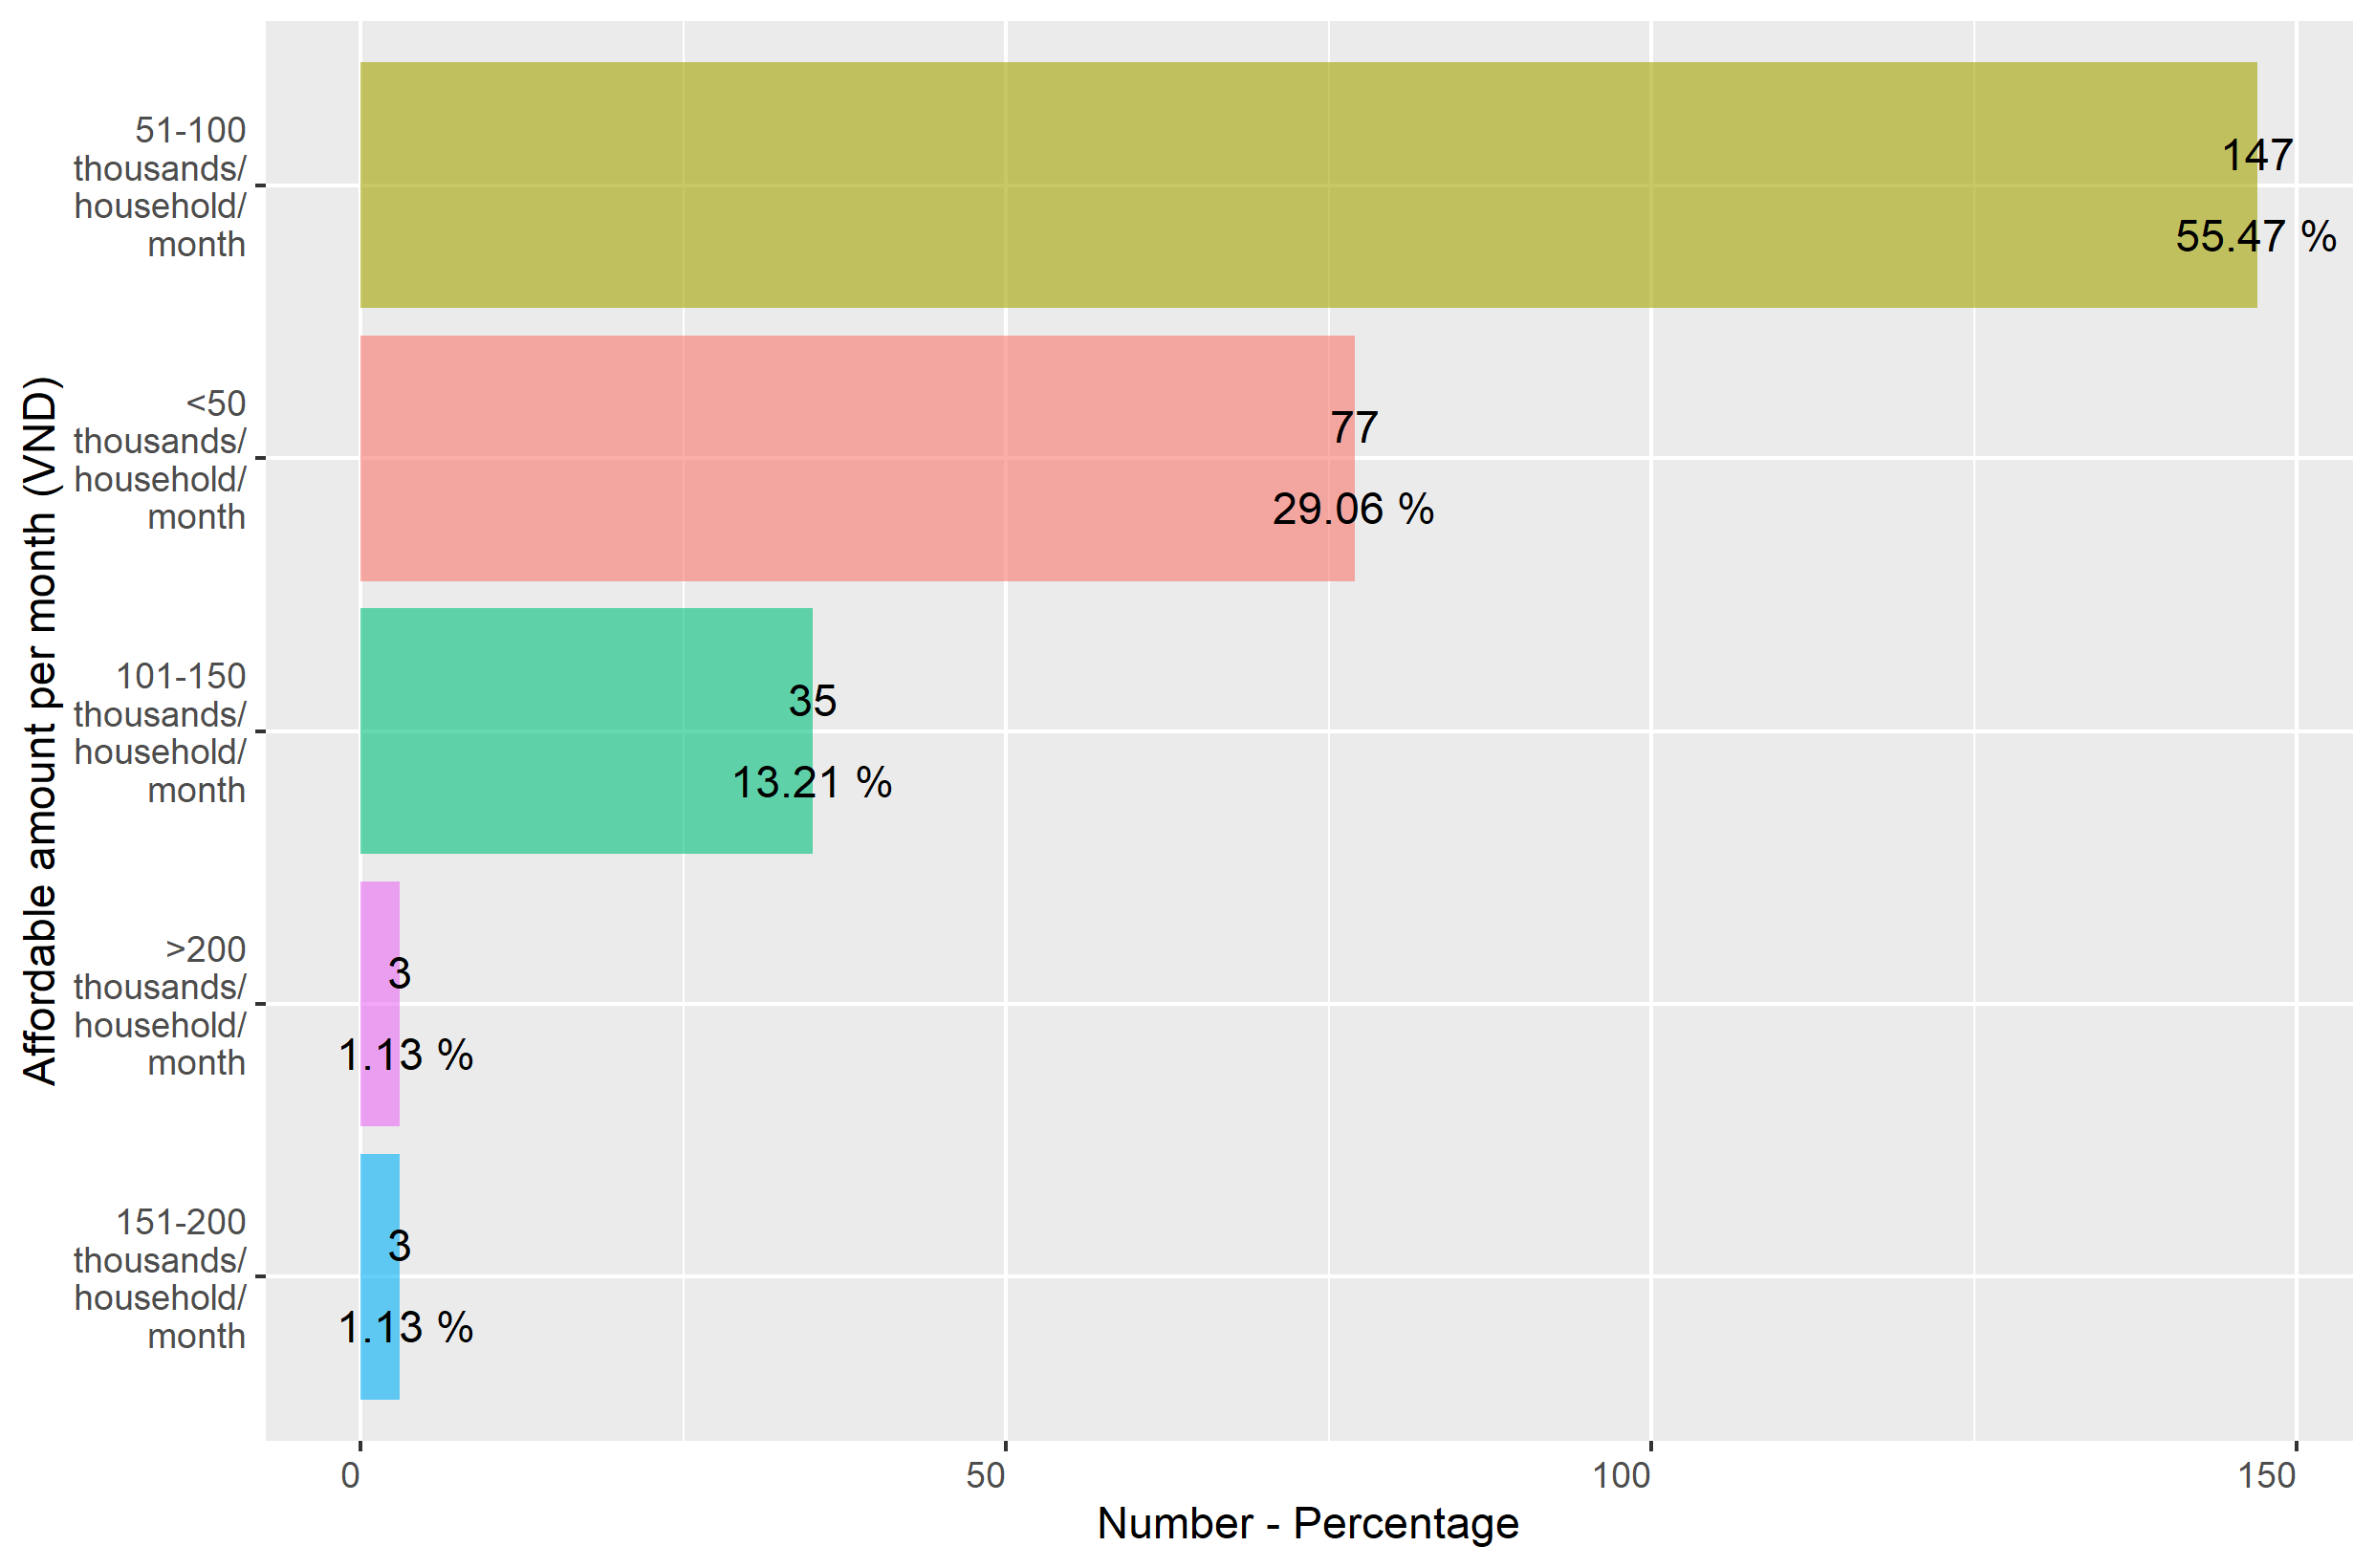 Affordable amount per month (VND)
51-100
thousands/
household/
month
147
55.47 %
<50
thousands/
household/
month
77
29.06 %
101-150
thousands/
household/
month
35
13.21 %
>200
thousands/
household/
month
3
1.13 %
151-200
thousands/
household/
month
3
1.13 %
0 50 100 150
Number - Percentage